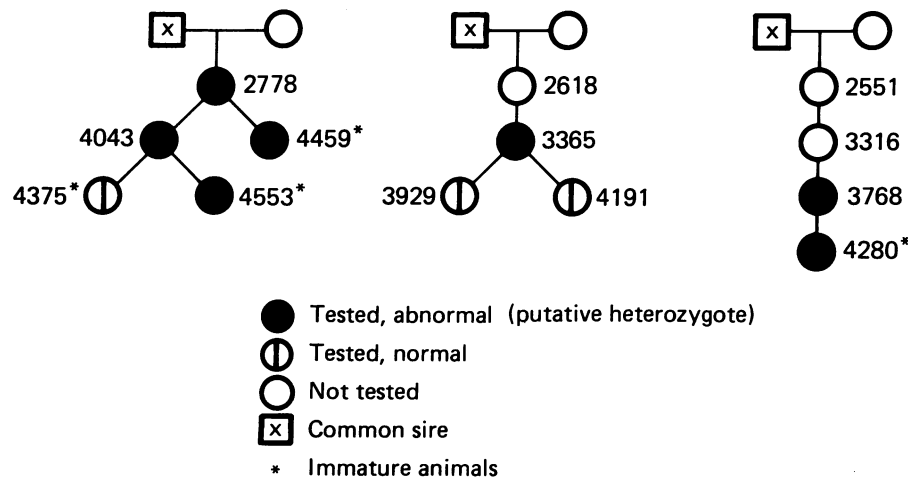 x x x
2778 2618 2551
4043 4459* 3365 3316
4375* 4553* 3929 4191 3768
4280*
Tested, abnormal (putative heterozygote)
Tested, normal
Not tested
x Common sire
* Immature animals